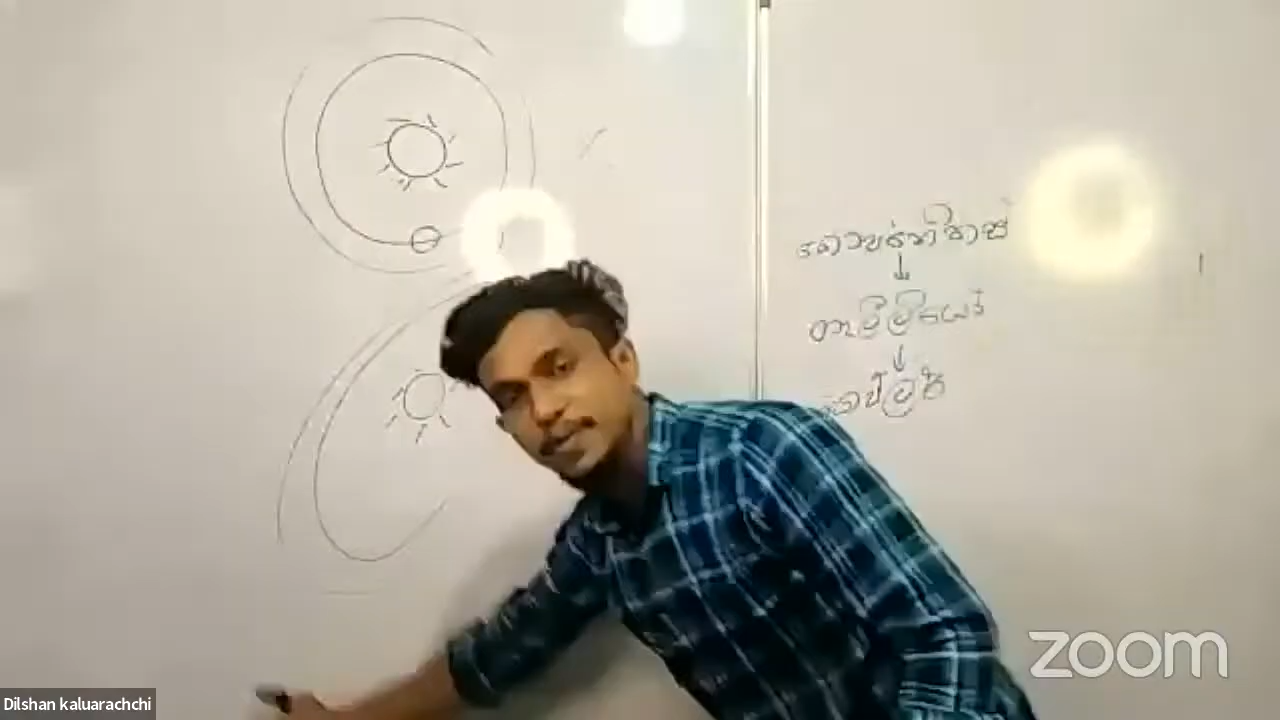 කොපර්නිකස්
↓
ගැලීලියෝ
↓
කෙප්ලර්
Dilshan kaluarachchi
zoom